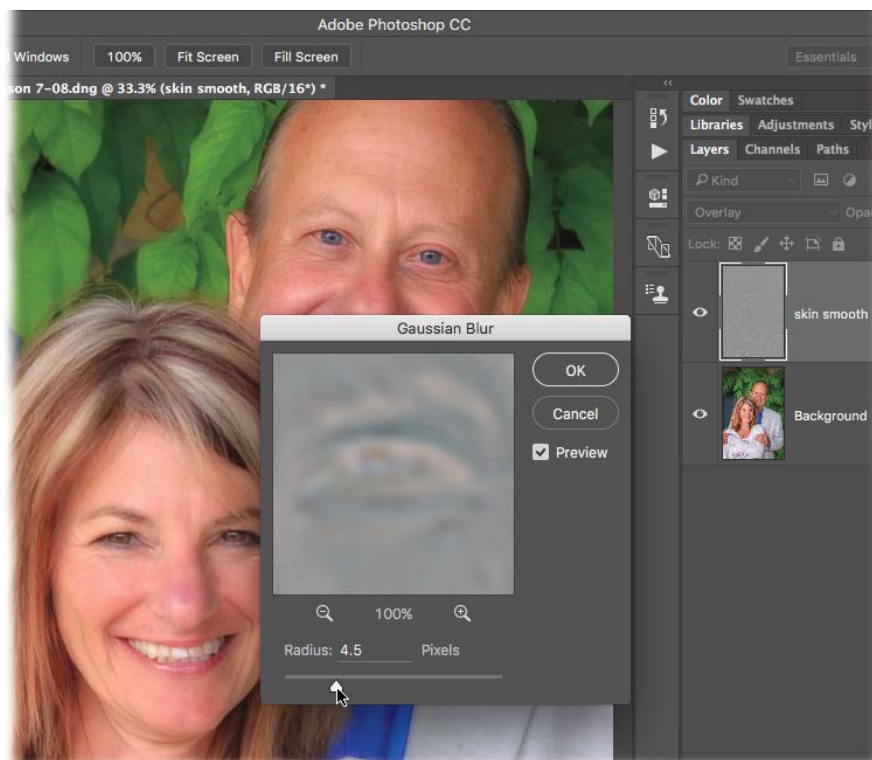 Adobe Photoshop CC
Windows 100% Fit Screen Fill Screen Essentials
son 7-08.dng @ 33.3% (skin smooth, RGB/16*) *
Color Swatches
Libraries Adjustments Styl
Layers Channels Paths
Kind
Overlay Opa
Lock:
skin smooth
Background
Gaussian Blur
OK
Cancel
Preview
100%
Radius: 4.5 Pixels